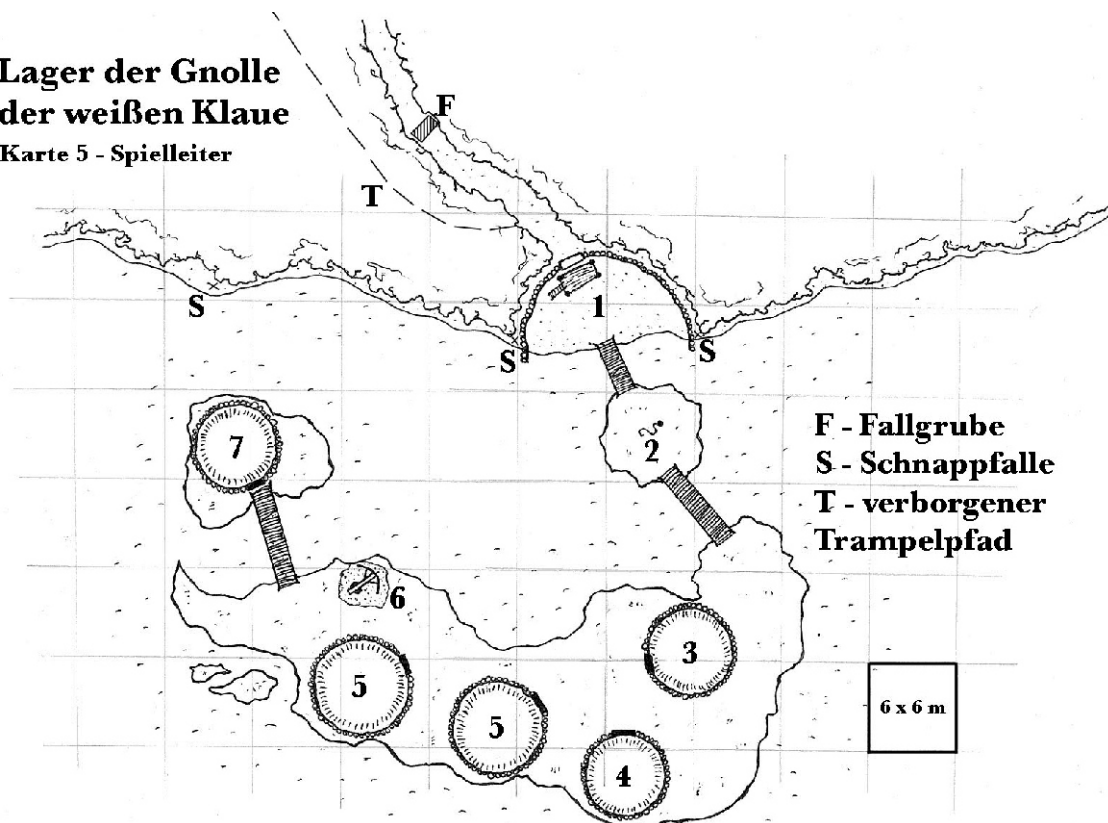 Lager der Gnolle
der weißen Klaue
Karte 5 - Spielleiter
F
T
S
1
S
S
7
2
F - Fallgrube
S - Schnappfalle
T - verborgener
Trampelpfad
6
3
5
5
4
6 x 6 m